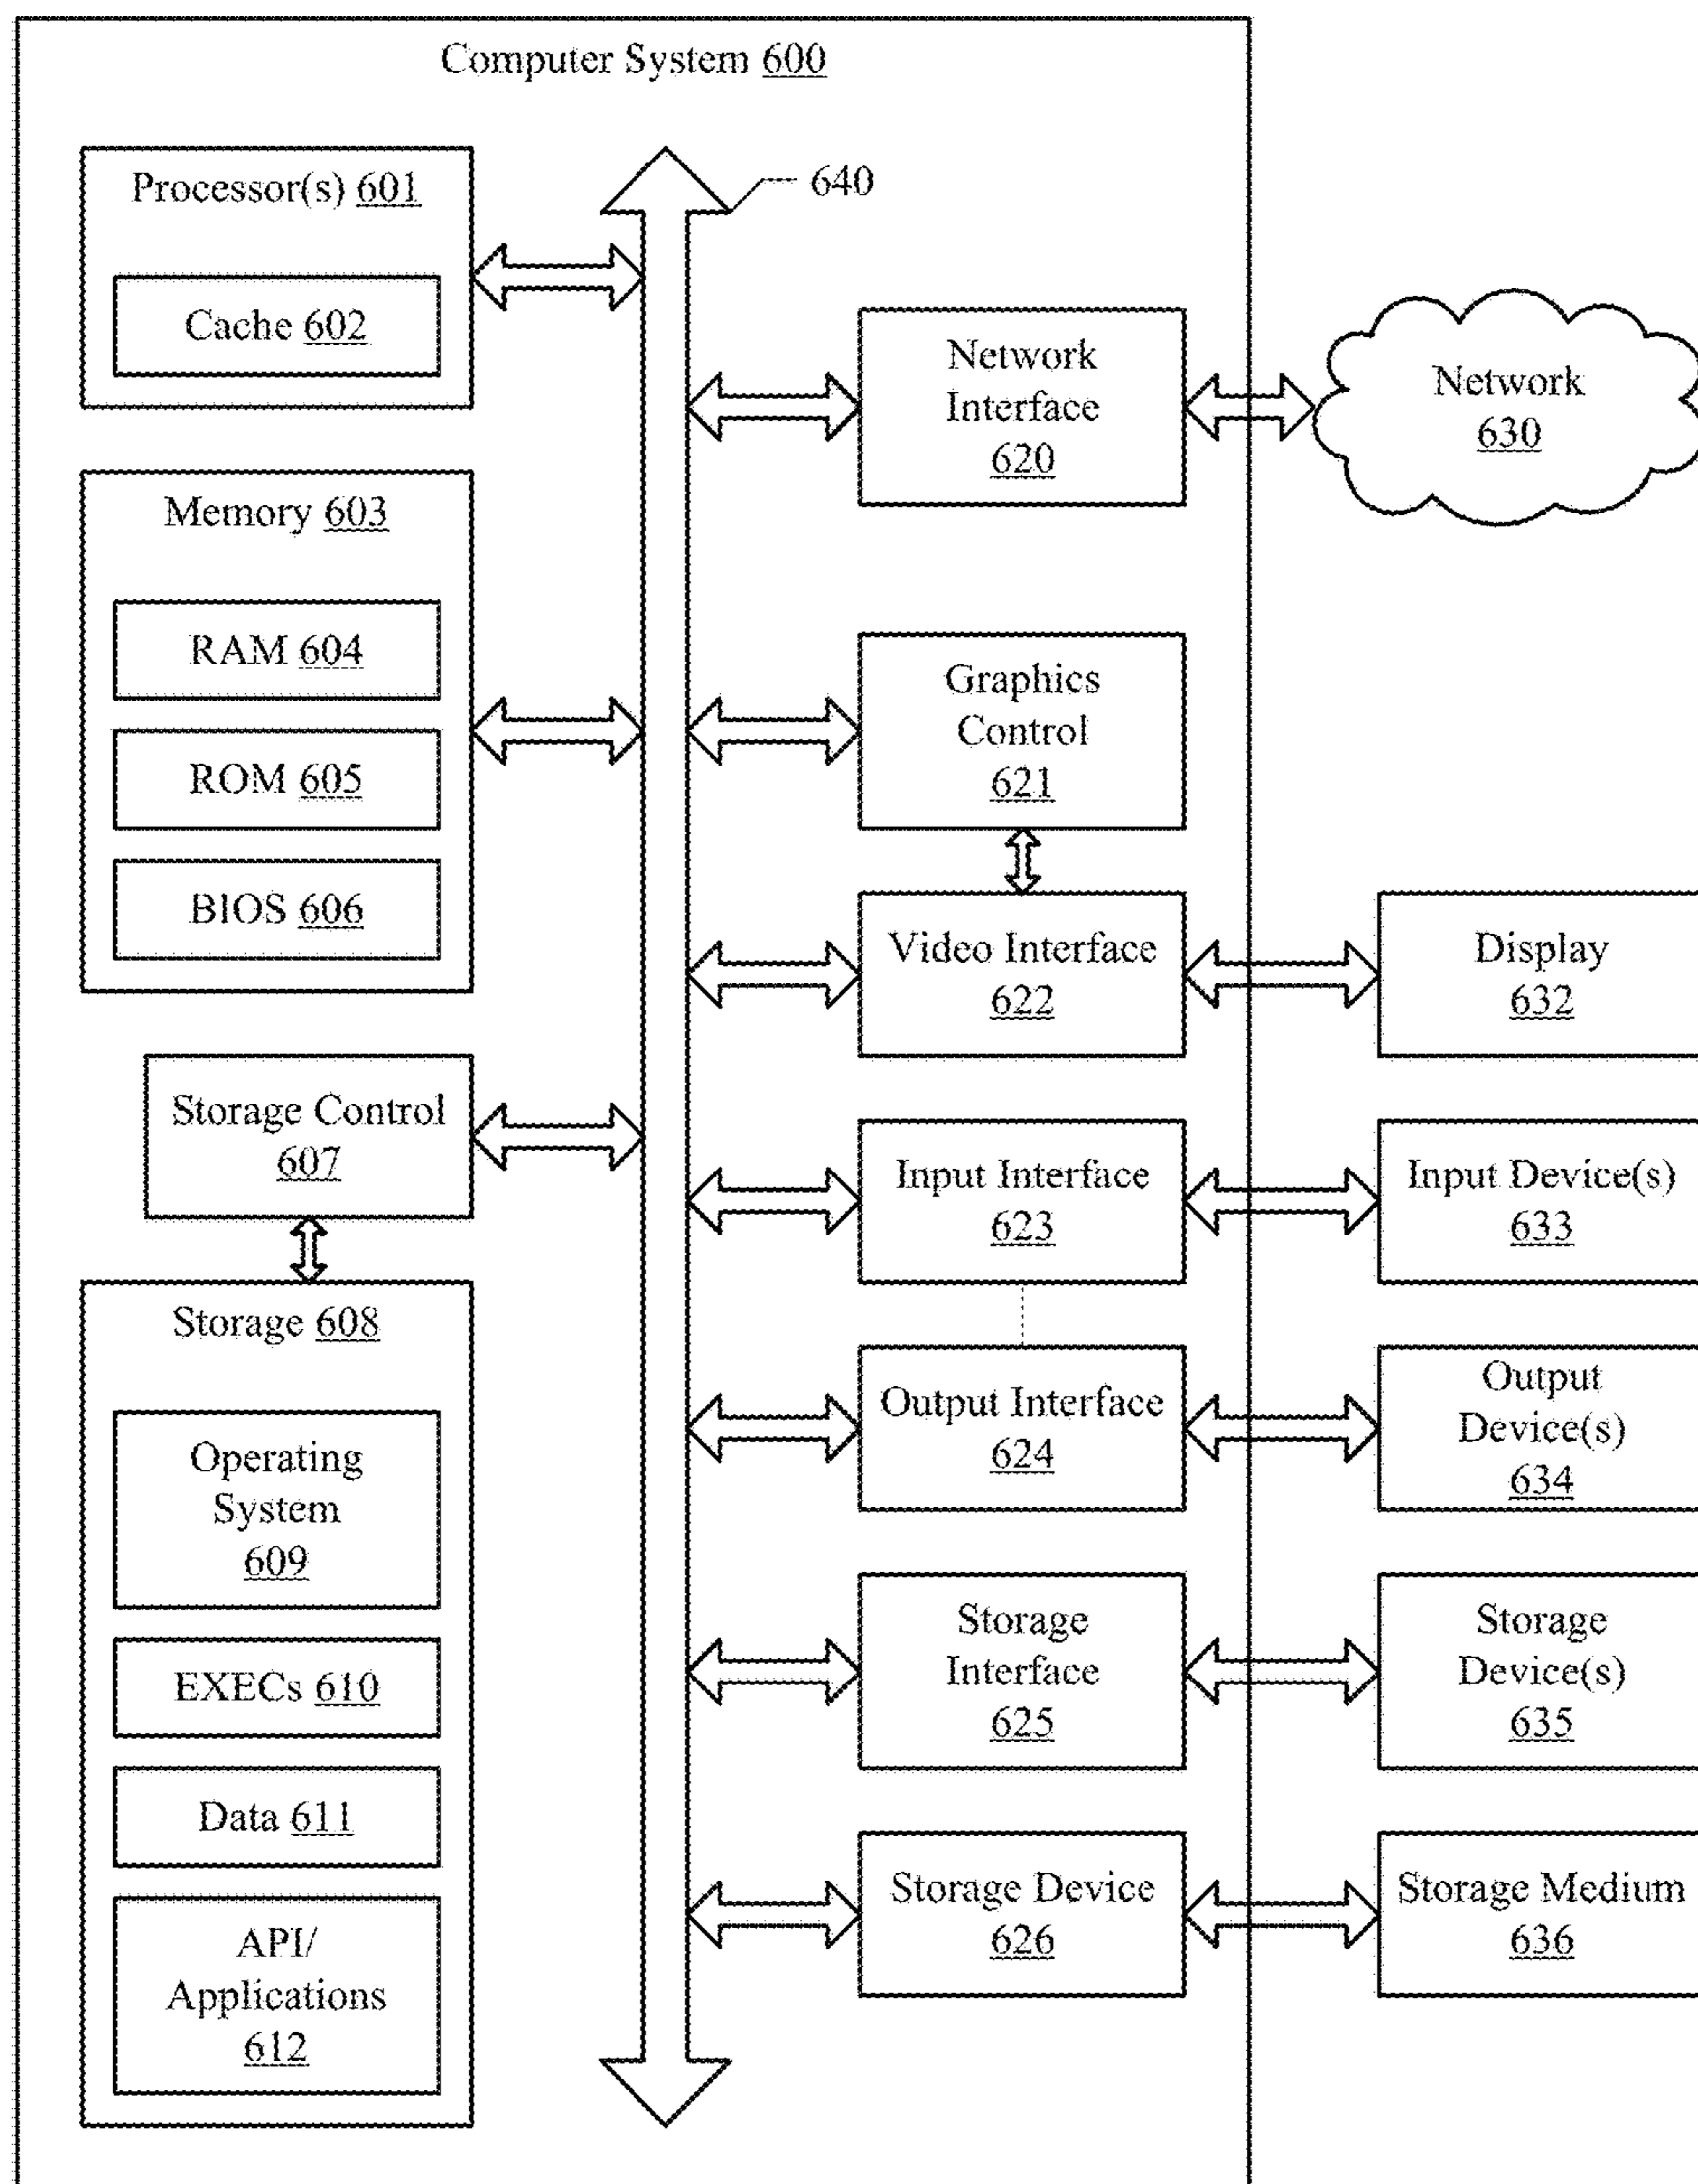 Computer System 600
Processor(s) 601
Cache 602
Memory 603
RAM 604
ROM 605
BIOS 606
Storage Control
607
Storage 608
Operating
System
609
EXECs 610
Data 611
API/
Applications
612
640
Network
Interface
620
Network
630
Graphics
Control
621
Video Interface
622
Display
632
Input Interface
623
Input Device(s)
633
Output Interface
624
Output
Device(s)
634
Storage
Interface
625
Storage
Device(s)
635
Storage Device
626
Storage Medium
636